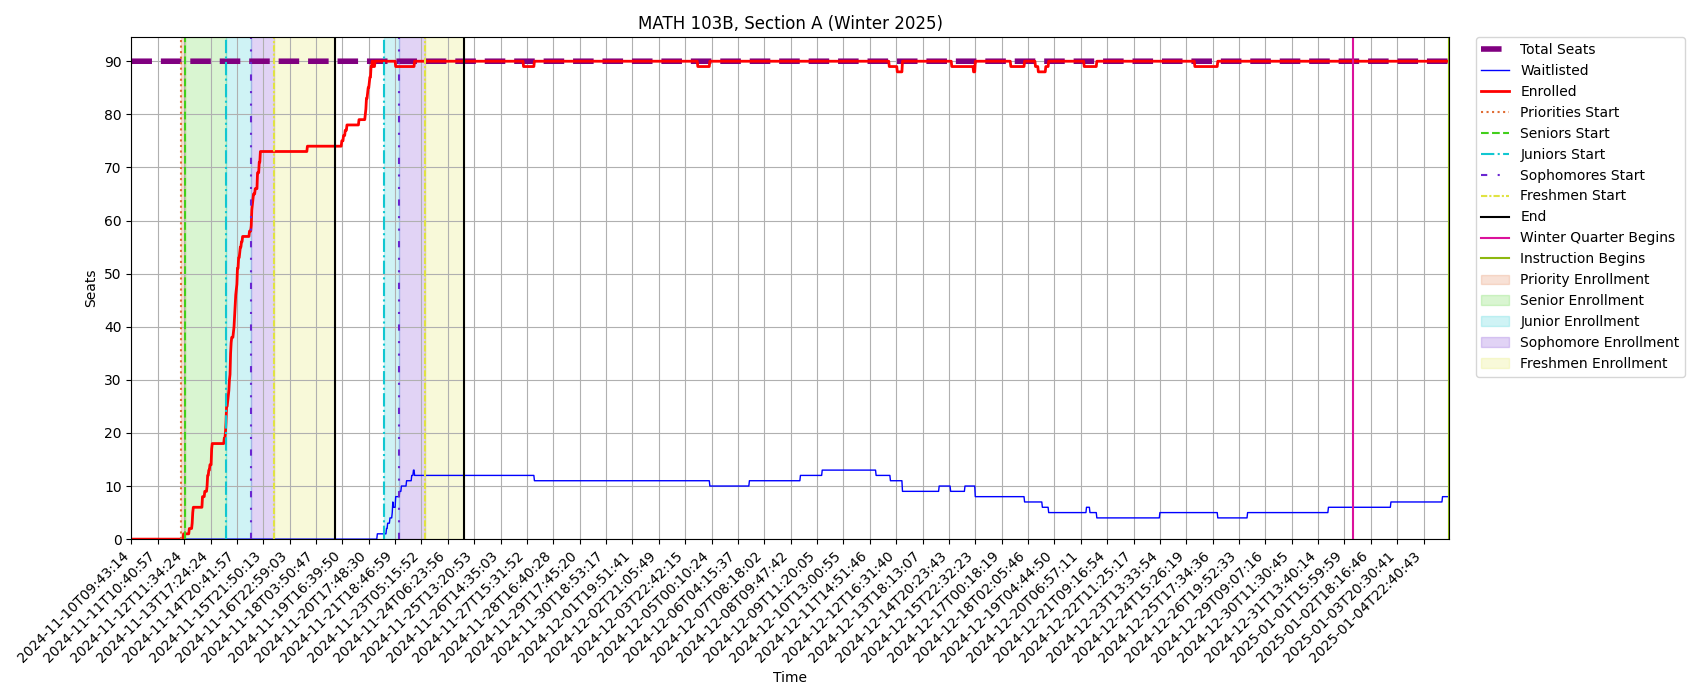 MATH 103B, Section A (Winter 2025)
Seats
90
80
70
60
50
40
30
20
10
0
2024-11-10T09:43:14
2024-11-11T10:40:57
2024-11-12T11:34:24
2024-11-13T17:24:24
2024-11-14T20:41:57
2024-11-15T21:50:13
2024-11-16T22:59:03
2024-11-18T03:50:47
2024-11-19T16:39:50
2024-11-20T17:48:30
2024-11-21T18:46:59
2024-11-23T05:15:52
2024-11-24T06:23:56
2024-11-26T13:20:53
2024-11-27T14:35:03
2024-11-27T15:31:52
2024-11-28T16:40:28
2024-11-29T17:45:20
2024-11-30T18:53:17
2024-12-01T19:51:41
2024-12-02T21:05:49
2024-12-03T22:42:15
2024-12-05T00:10:24
2024-12-06T04:15:37
2024-12-07T08:18:02
2024-12-08T09:47:42
2024-12-09T11:20:05
2024-12-10T13:00:55
2024-12-11T14:51:46
2024-12-12T16:31:40
2024-12-13T18:13:07
2024-12-14T20:23:43
2024-12-15T22:32:23
2024-12-17T00:18:19
2024-12-18T02:05:46
2024-12-19T04:44:50
2024-12-20T06:57:11
2024-12-21T09:16:54
2024-12-22T11:25:17
2024-12-23T13:33:54
2024-12-24T15:26:19
2024-12-25T17:34:36
2024-12-26T19:52:33
2024-12-29T09:07:16
2024-12-30T11:30:45
2024-12-31T13:40:14
2025-01-01T15:59:59
2025-01-02T18:16:46
2025-01-03T20:30:41
2025-01-04T22:40:43
Time
Total Seats
Waitlisted
Enrolled
Priorities Start
Seniors Start
Juniors Start
Sophomores Start
Freshmen Start
End
Winter Quarter Begins
Instruction Begins
Priority Enrollment
Senior Enrollment
Junior Enrollment
Sophomore Enrollment
Freshmen Enrollment